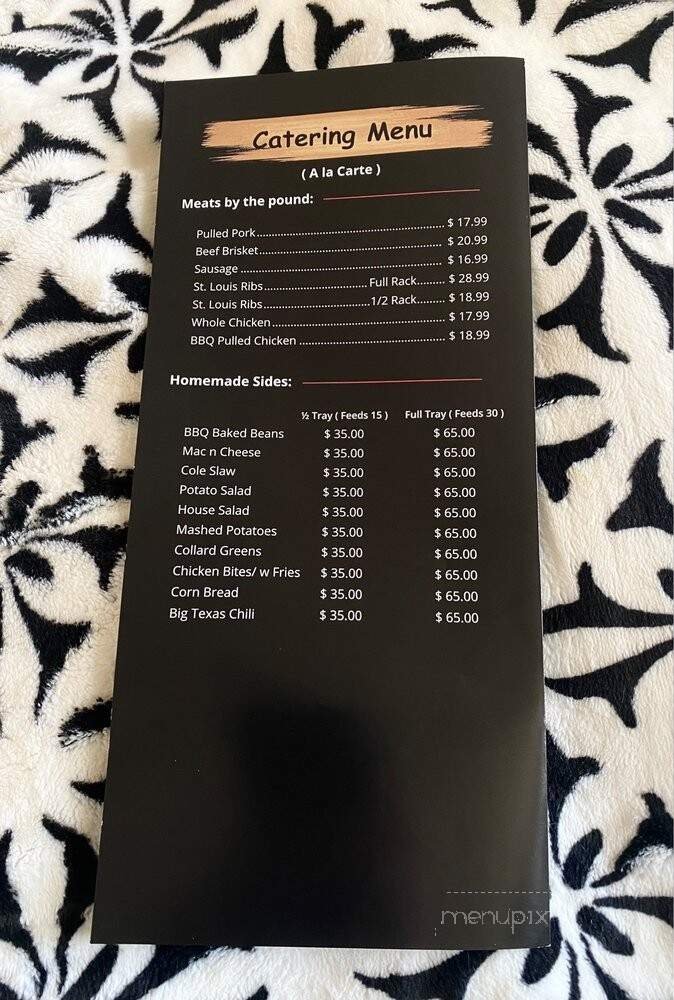 Catering Menu
( A la Carte )
Meats by the pound:
Pulled Pork.......................................................... $ 17.99
Beef Brisket......................................................... $ 20.99
Sausage ............................................................. $ 16.99
St. Louis Ribs................................Full Rack........ $ 28.99
St. Louis Ribs.................................1/2 Rack........ $ 18.99
Whole Chicken..................................................... $ 17.99
BBQ Pulled Chicken ............................................. $ 18.99
Homemade Sides:
½ Tray ( Feeds 15 ) Full Tray ( Feeds 30 )
BBQ Baked Beans $ 35.00 $ 65.00
Mac n Cheese $ 35.00 $ 65.00
Cole Slaw $ 35.00 $ 65.00
Potato Salad $ 35.00 $ 65.00
House Salad $ 35.00 $ 65.00
Mashed Potatoes $ 35.00 $ 65.00
Collard Greens $ 35.00 $ 65.00
Chicken Bites/ w Fries $ 35.00 $ 65.00
Corn Bread $ 35.00 $ 65.00
Big Texas Chili $ 35.00 $ 65.00
menupix